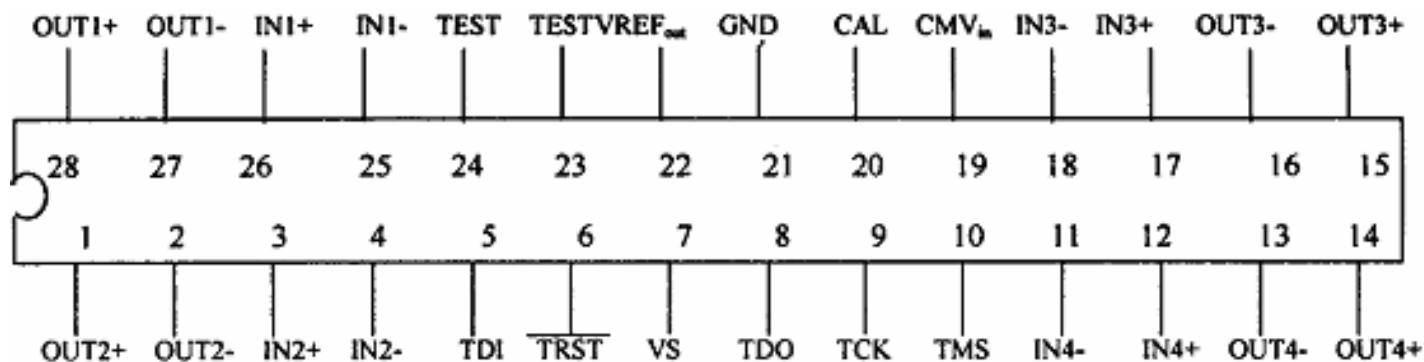 OUT1+ OUT1- IN1+ IN1- TEST TESTVREFout GND CAL CMVin IN3- IN3+ OUT3- OUT3+
28 27 26 25 24 23 22 21 20 19 18 17 16 15
1 2 3 4 5 6 7 8 9 10 11 12 13 14
OUT2+ OUT2- IN2+ IN2- TDI TRST VS TDO TCK TMS IN4- IN4+ OUT4- OUT4+